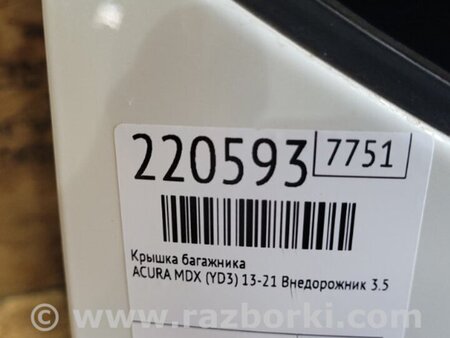 220593 7751
Крышка багажника
ACURA MDX (YD3) 13-21 Внедорожник 3.5
www.razborki.com